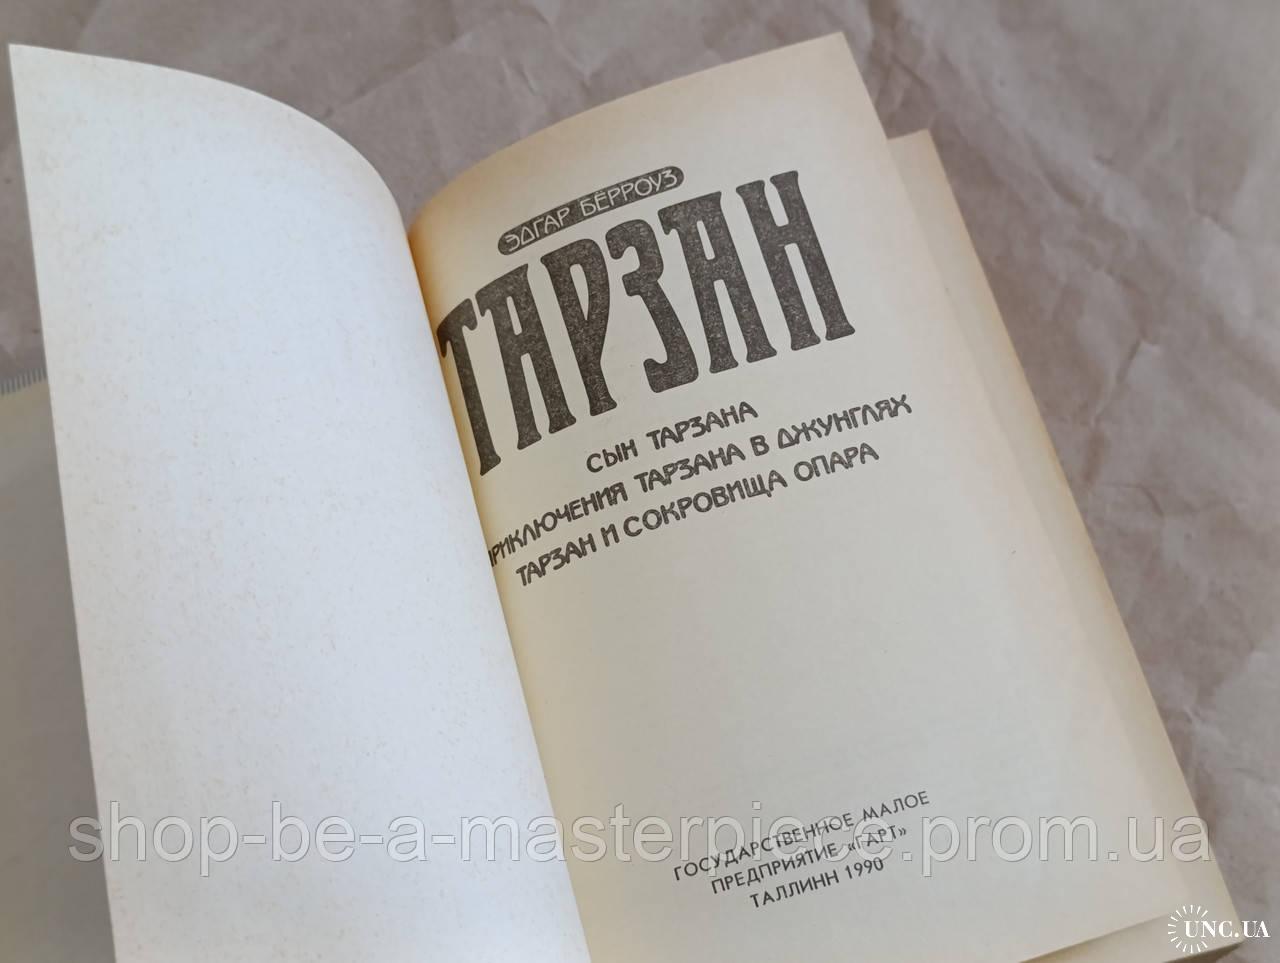 ЭДГАР БЁРРОУЗ
ТАРЗАН
СЫН ТАРЗАНА
ПРИКЛЮЧЕНИЯ ТАРЗАНА В ДЖУНГЛЯХ
ТАРЗАН И СОКРОВИЩА ОПАРА
ГОСУДАРСТВЕННОЕ МАЛОЕ
ПРЕДПРИЯТИЕ «ГАРТ»
ТАЛЛИНН 1990
shop-be-a-masterpiece.prom.ua
UNC.UA